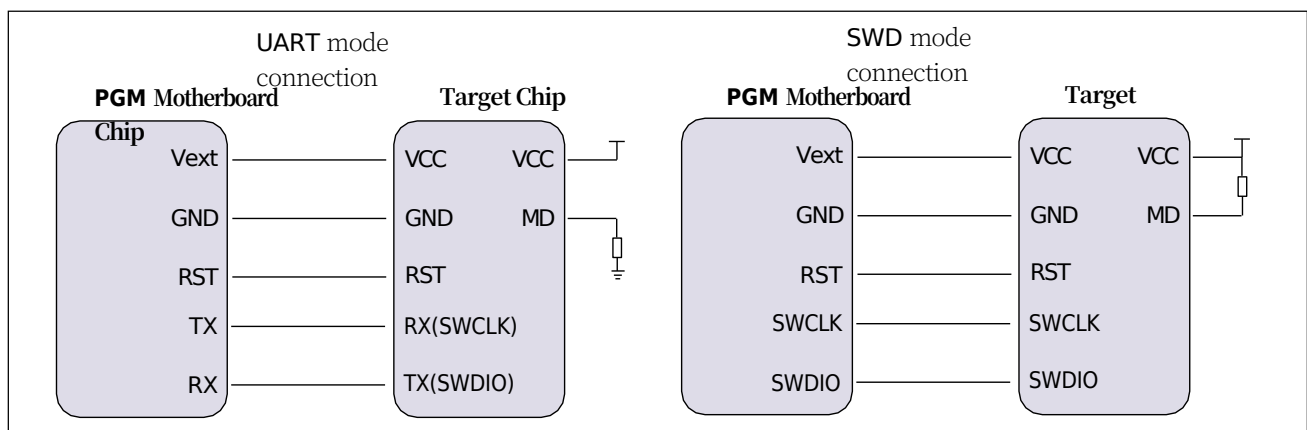 UART mode
connection
PGM Motherboard
Chip
Target Chip
Vext
GND
RST
TX
RX
VCC
GND
RST
RX(SWCLK)
TX(SWDIO)
VCC
MD
SWD mode
connection
PGM Motherboard
Target
Vext
GND
RST
SWCLK
SWDIO
VCC
GND
RST
SWCLK
SWDIO
VCC
MD